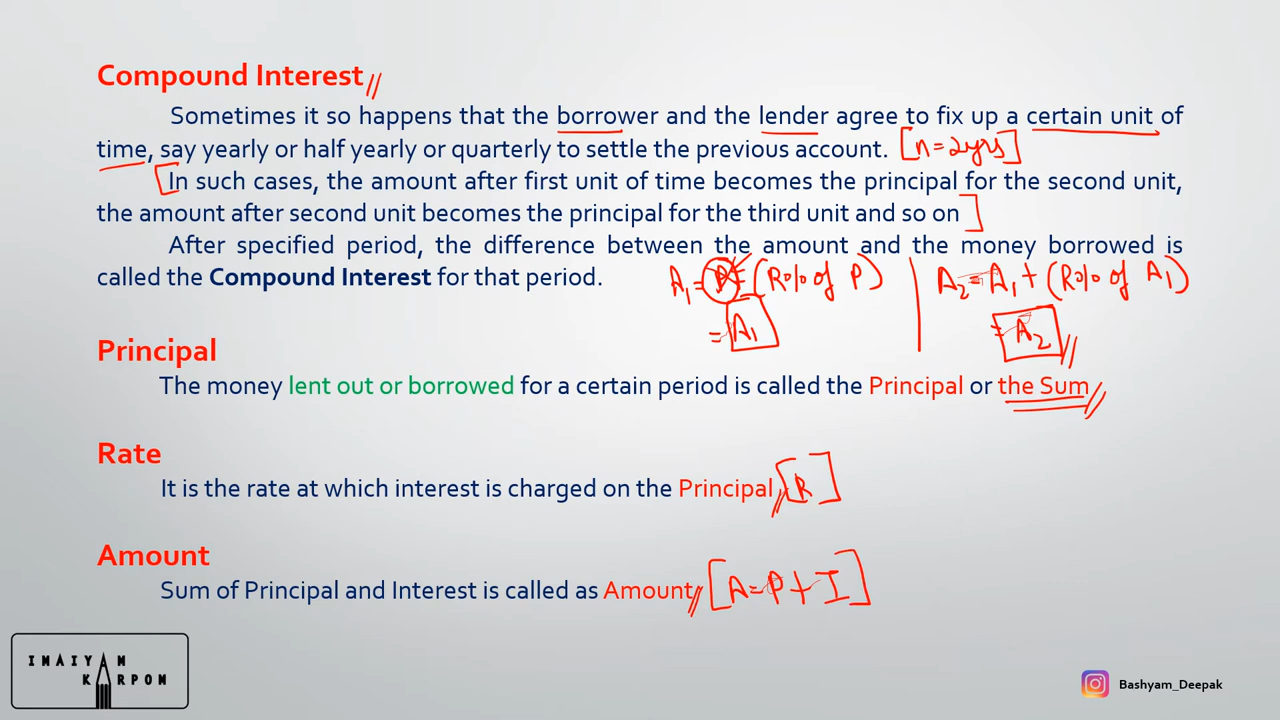 Compound Interest //
Sometimes it so happens that the borrower and the lender agree to fix up a certain unit of
time, say yearly or half yearly or quarterly to settle the previous account. [n = 2yrs]
[In such cases, the amount after first unit of time becomes the principal for the second unit,
the amount after second unit becomes the principal for the third unit and so on ]
After specified period, the difference between the amount and the money borrowed is
called the Compound Interest for that period.
A1 = P + (R% of P)
= A1
A2 = A1 + (R% of A1)
= A2 //
Principal
The money lent out or borrowed for a certain period is called the Principal or the Sum //
Rate
It is the rate at which interest is charged on the Principal // [R]
Amount
Sum of Principal and Interest is called as Amount // [A = P + I]
IMAIYAM
KARPOM
Bashyam_Deepak